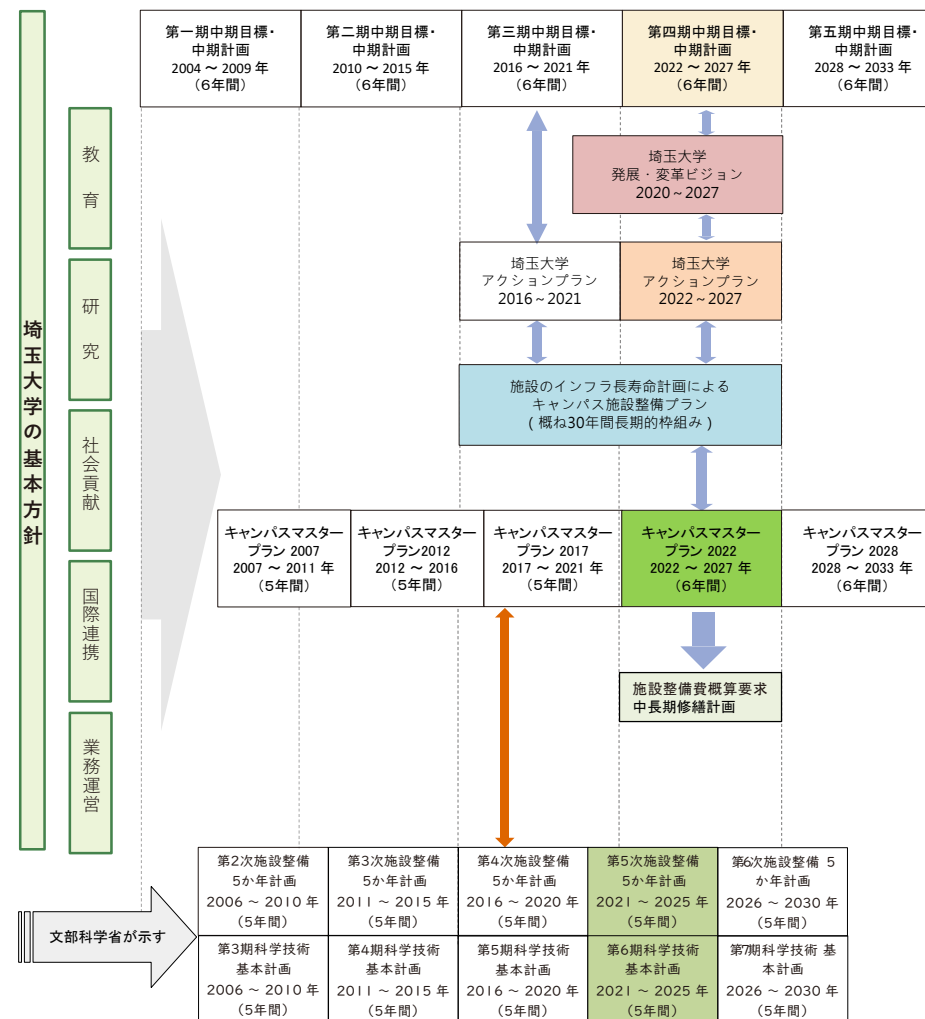 第一期中期目標・
中期計画
2004 ～ 2009 年
（6年間）
第二期中期目標・
中期計画
2010 ～ 2015 年
（6年間）
第三期中期目標・
中期計画
2016 ～ 2021 年
（6年間）
第四期中期目標・
中期計画
2022 ～ 2027 年
（6年間）
第五期中期目標・
中期計画
2028 ～ 2033 年
（6年間）
埼玉大学の基本方針
教育
研究
社会貢献
国際連携
業務運営
埼玉大学
発展・変革ビジョン
2020～2027
埼玉大学
アクションプラン
2016～2021
埼玉大学
アクションプラン
2022～2027
施設のインフラ長寿命計画による
キャンパス施設整備プラン
( 概ね30年間長期的枠組み )
キャンパスマスター
プラン 2007
2007 ～ 2011 年
（5年間）
キャンパスマスター
プラン2012
2012 ～ 2016
（5年間）
キャンパスマスター
プラン 2017
2017 ～ 2021 年
（5年間）
キャンパスマスター
プラン 2022
2022 ～ 2027 年
（6年間）
キャンパスマスター
プラン 2028
2028 ～ 2033 年
（6年間）
施設整備費概算要求
中長期修繕計画
文部科学省が示す
第2次施設整備
5か年計画
2006 ～ 2010 年
(5年間)
第3次施設整備
5か年計画
2011 ～ 2015 年
(5年間)
第4次施設整備
5か年計画
2016 ～ 2020 年
(5年間)
第5次施設整備
5か年計画
2021 ～ 2025 年
(5年間)
第6次施設整備 5
か年計画
2026 ～ 2030 年
(5年間)
第3期科学技術
基本計画
2006 ～ 2010 年
(5年間)
第4期科学技術
基本計画
2011 ～ 2015 年
(5年間)
第5期科学技術
基本計画
2016 ～ 2020 年
(5年間)
第6期科学技術
基本計画
2021 ～ 2025 年
(5年間)
第7期科学技術 基
本計画
2026 ～ 2030 年
(5年間)